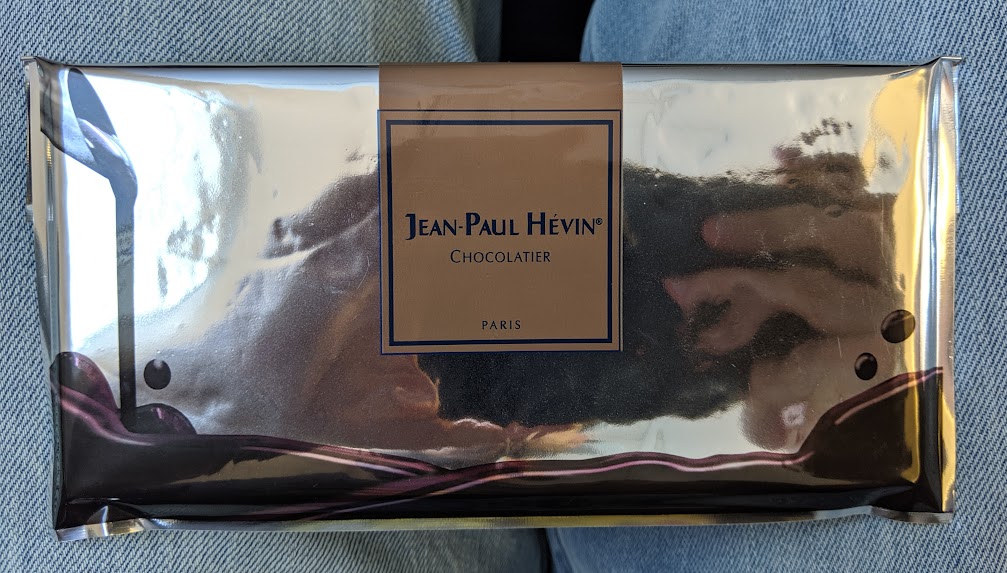 Jean-Paul Hévin®
Chocolatier
PARIS